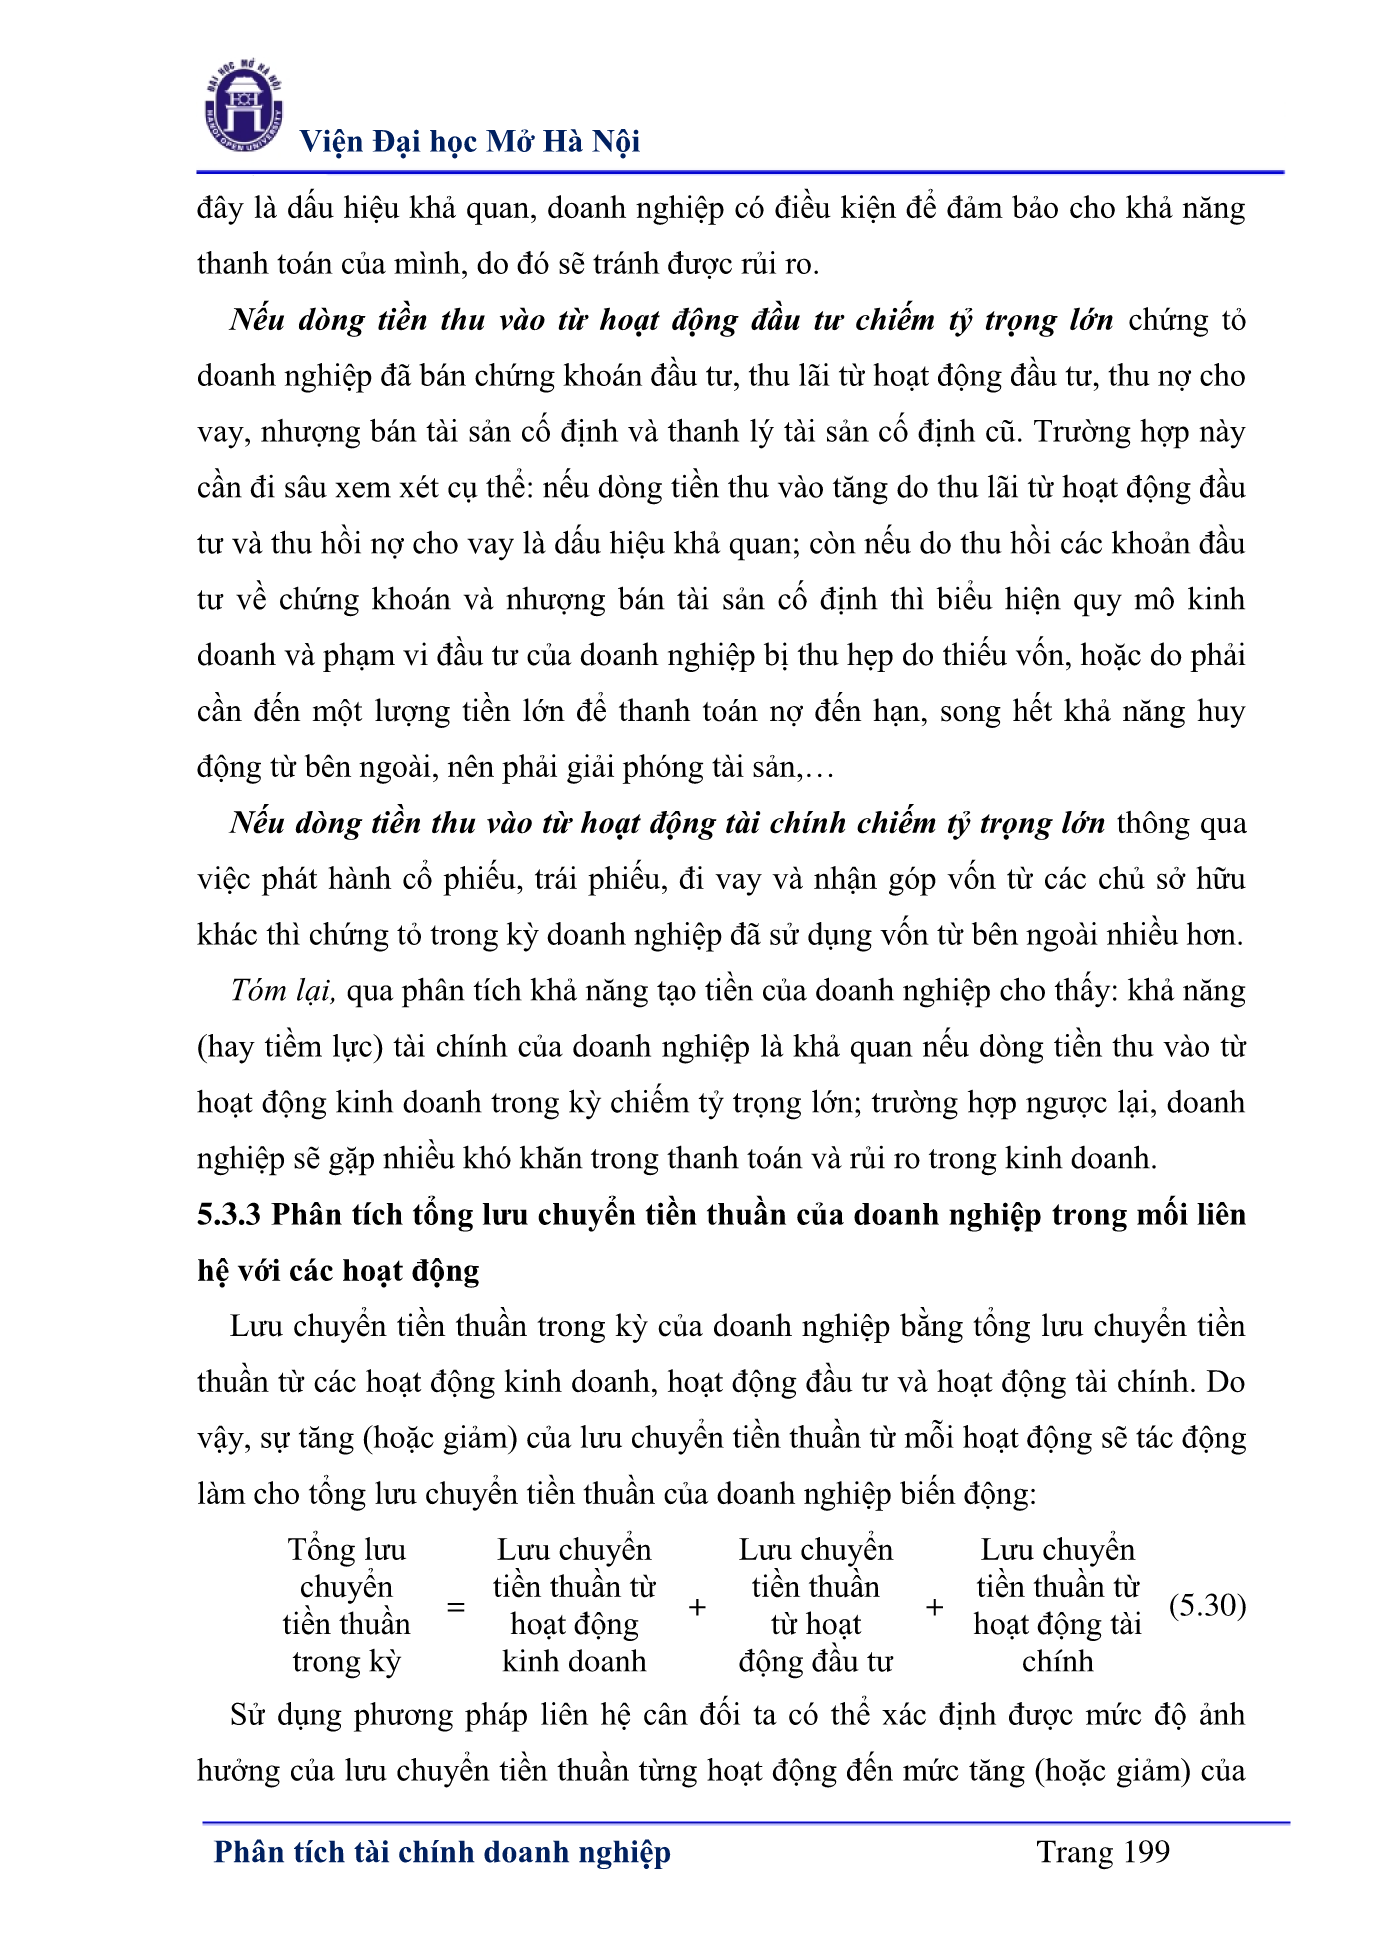 ĐẠI HỌC MỞ HÀ NỘI
HANOI OPEN UNIVERSITY
Viện Đại học Mở Hà Nội
đây là dấu hiệu khả quan, doanh nghiệp có điều kiện để đảm bảo cho khả năng
thanh toán của mình, do đó sẽ tránh được rủi ro.
Nếu dòng tiền thu vào từ hoạt động đầu tư chiếm tỷ trọng lớn chứng tỏ
doanh nghiệp đã bán chứng khoán đầu tư, thu lãi từ hoạt động đầu tư, thu nợ cho
vay, nhượng bán tài sản cố định và thanh lý tài sản cố định cũ. Trường hợp này
cần đi sâu xem xét cụ thể: nếu dòng tiền thu vào tăng do thu lãi từ hoạt động đầu
tư và thu hồi nợ cho vay là dấu hiệu khả quan; còn nếu do thu hồi các khoản đầu
tư về chứng khoán và nhượng bán tài sản cố định thì biểu hiện quy mô kinh
doanh và phạm vi đầu tư của doanh nghiệp bị thu hẹp do thiếu vốn, hoặc do phải
cần đến một lượng tiền lớn để thanh toán nợ đến hạn, song hết khả năng huy
động từ bên ngoài, nên phải giải phóng tài sản,…
Nếu dòng tiền thu vào từ hoạt động tài chính chiếm tỷ trọng lớn thông qua
việc phát hành cổ phiếu, trái phiếu, đi vay và nhận góp vốn từ các chủ sở hữu
khác thì chứng tỏ trong kỳ doanh nghiệp đã sử dụng vốn từ bên ngoài nhiều hơn.
Tóm lại, qua phân tích khả năng tạo tiền của doanh nghiệp cho thấy: khả năng
(hay tiềm lực) tài chính của doanh nghiệp là khả quan nếu dòng tiền thu vào từ
hoạt động kinh doanh trong kỳ chiếm tỷ trọng lớn; trường hợp ngược lại, doanh
nghiệp sẽ gặp nhiều khó khăn trong thanh toán và rủi ro trong kinh doanh.
5.3.3 Phân tích tổng lưu chuyển tiền thuần của doanh nghiệp trong mối liên
hệ với các hoạt động
Lưu chuyển tiền thuần trong kỳ của doanh nghiệp bằng tổng lưu chuyển tiền
thuần từ các hoạt động kinh doanh, hoạt động đầu tư và hoạt động tài chính. Do
vậy, sự tăng (hoặc giảm) của lưu chuyển tiền thuần từ mỗi hoạt động sẽ tác động
làm cho tổng lưu chuyển tiền thuần của doanh nghiệp biến động:
Tổng lưu
chuyển
tiền thuần
trong kỳ
=
Lưu chuyển
tiền thuần từ
hoạt động
kinh doanh
+
Lưu chuyển
tiền thuần
từ hoạt
động đầu tư
+
Lưu chuyển
tiền thuần từ
hoạt động tài
chính
(5.30)
Sử dụng phương pháp liên hệ cân đối ta có thể xác định được mức độ ảnh
hưởng của lưu chuyển tiền thuần từng hoạt động đến mức tăng (hoặc giảm) của
Phân tích tài chính doanh nghiệp
Trang 199